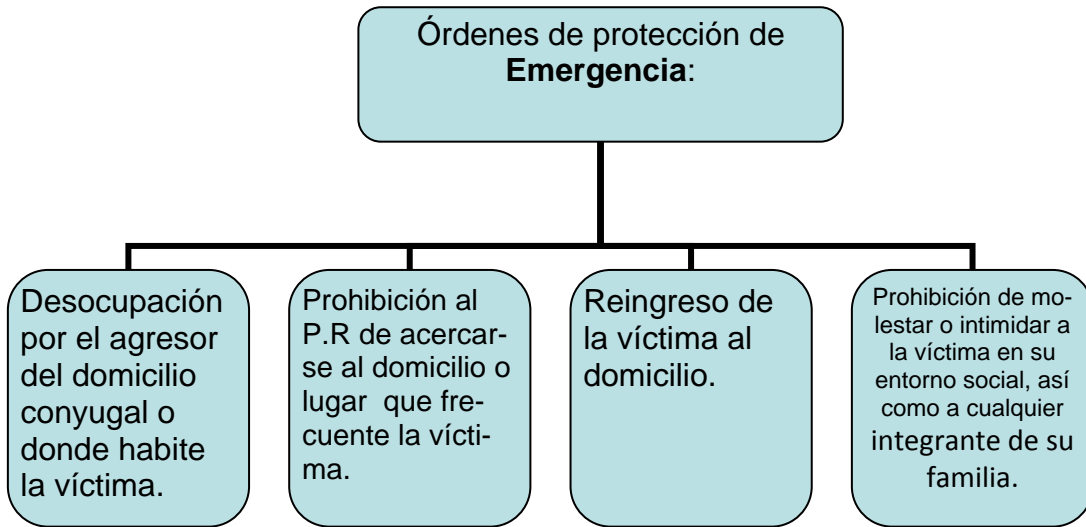 Órdenes de protección de
Emergencia:
Desocupación
por el agresor
del domicilio
conyugal o
donde habite
la víctima.
Prohibición al
P.R de acercar-
se al domicilio o
lugar que fre-
cuente la vícti-
ma.
Reingreso de
la víctima al
domicilio.
Prohibición de mo-
lestar o intimidar a
la víctima en su
entorno social, así
como a cualquier
integrante de su
familia.